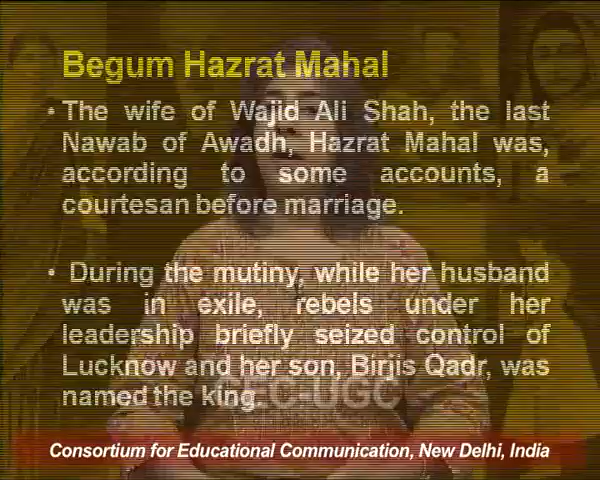 Begum Hazrat Mahal
• The wife of Wajid Ali Shah, the last
Nawab of Awadh, Hazrat Mahal was,
according to some accounts, a
courtesan before marriage.
• During the mutiny, while her husband
was in exile, rebels under her
leadership briefly seized control of
Lucknow and her son, Birjis Qadr, was
named the king.
CEC-UGC
Consortium for Educational Communication, New Delhi, India